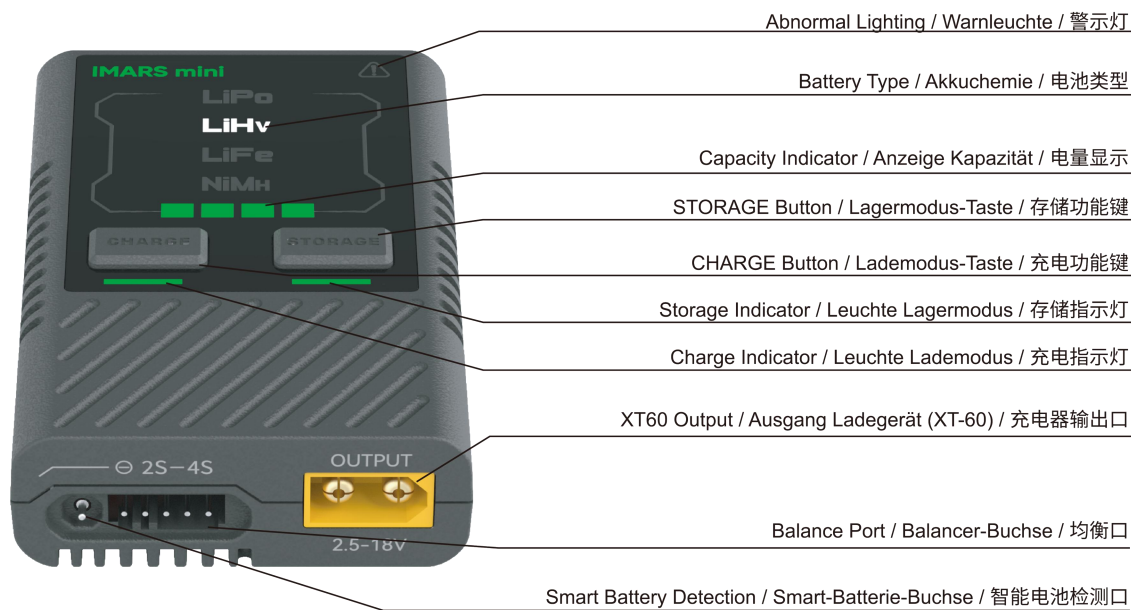 Abnormal Lighting / Warnleuchte / 警示灯
IMARS mini
LiPo
Battery Type / Akkuchemie / 电池类型
LiHv
LiFe
Capacity Indicator / Anzeige Kapazität / 电量显示
NiMH
STORAGE Button / Lagermodus-Taste / 存储功能键
CHARGE
STORAGE
CHARGE Button / Lademodus-Taste / 充电功能键
Storage Indicator / Leuchte Lagermodus / 存储指示灯
Charge Indicator / Leuchte Lademodus / 充电指示灯
XT60 Output / Ausgang Ladegerät (XT-60) / 充电器输出口
⊖ 2S–4S
OUTPUT
2.5–18V
Balance Port / Balancer-Buchse / 均衡口
Smart Battery Detection / Smart-Batterie-Buchse / 智能电池检测口